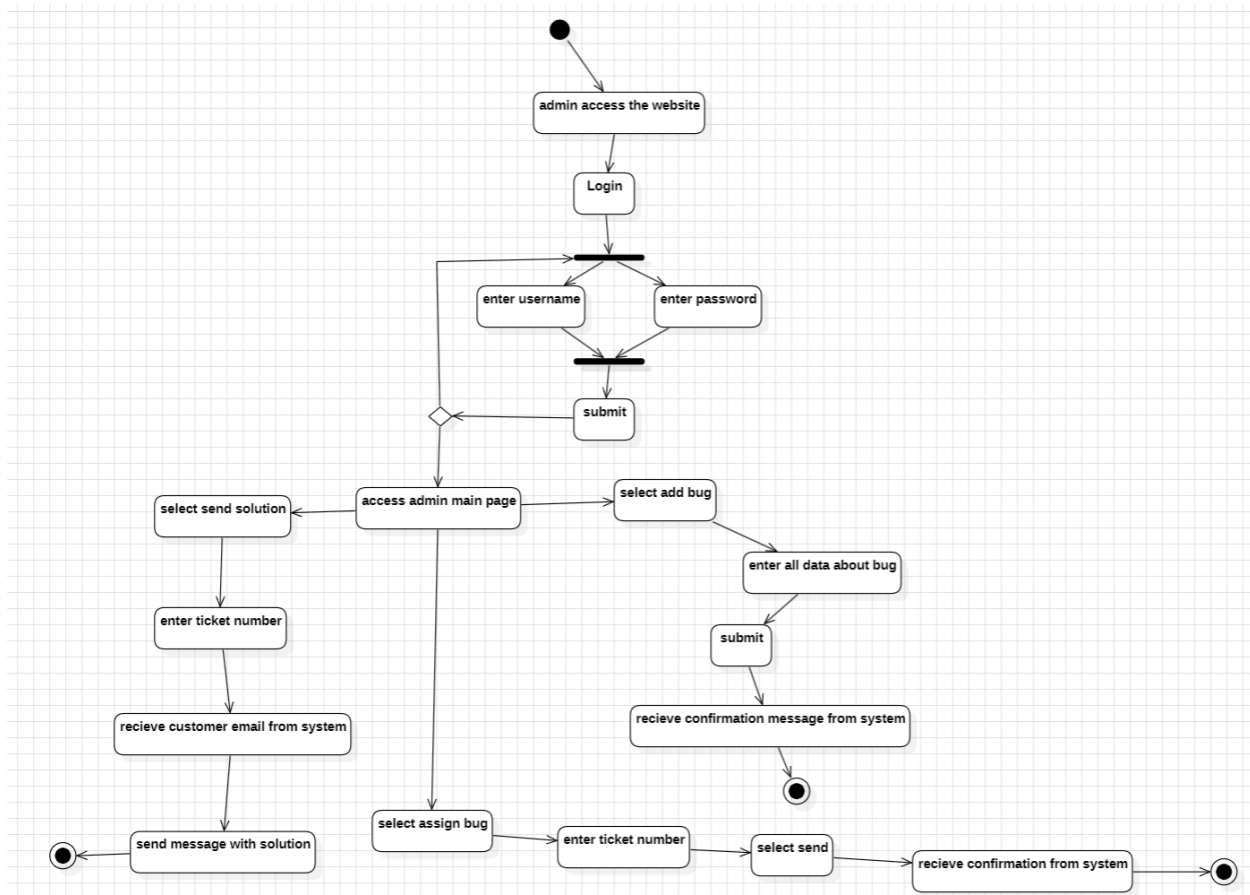 admin access the website
Login
enter username
enter password
submit
access admin main page
select add bug
select send solution
enter all data about bug
enter ticket number
submit
recieve customer email from system
recieve confirmation message from system
select assign bug
enter ticket number
select send
send message with solution
recieve confirmation from system